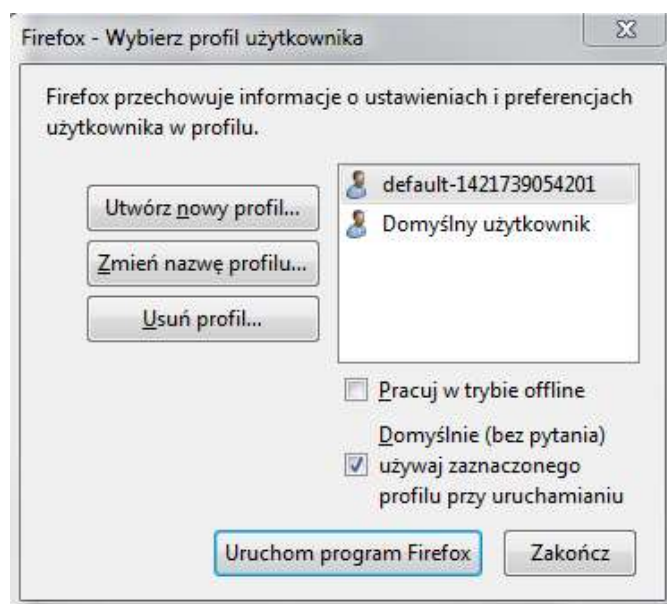 Firefox - Wybierz profil użytkownika
Firefox przechowuje informacje o ustawieniach i preferencjach
użytkownika w profilu.
Utwórz nowy profil...
Zmień nazwę profilu...
Usuń profil...
default-1421739054201
Domyślny użytkownik
Pracuj w trybie offline
Domyślnie (bez pytania)
używaj zaznaczonego
profilu przy uruchamianiu
Uruchom program Firefox
Zakończ